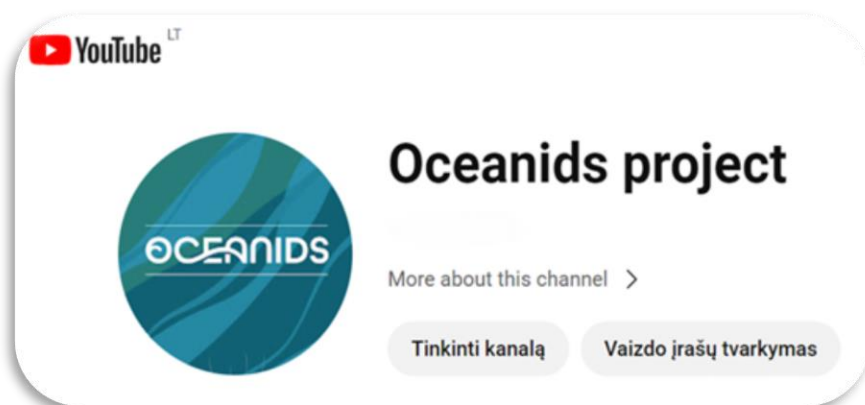 YouTube LT
Oceanids project
OCEANIDS
More about this channel >
Tinkinti kanalą
Vaizdo įrašų tvarkymas